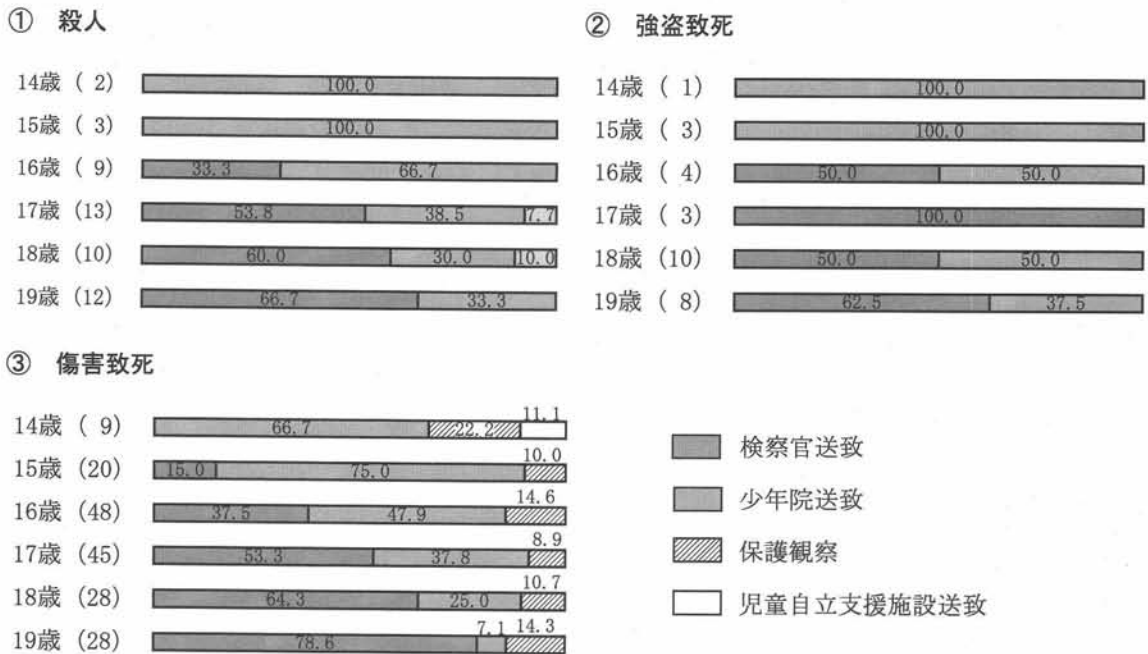 ① 殺人
14歳 ( 2) 100.0
15歳 ( 3) 100.0
16歳 ( 9) 33.3 66.7
17歳 (13) 53.8 38.5 7.7
18歳 (10) 60.0 30.0 10.0
19歳 (12) 66.7 33.3
② 強盗致死
14歳 ( 1) 100.0
15歳 ( 3) 100.0
16歳 ( 4) 50.0 50.0
17歳 ( 3) 100.0
18歳 (10) 50.0 50.0
19歳 ( 8) 62.5 37.5
③ 傷害致死
14歳 ( 9) 66.7 22.2 11.1
15歳 (20) 15.0 75.0 10.0
16歳 (48) 37.5 47.9 14.6
17歳 (45) 53.3 37.8 8.9
18歳 (28) 64.3 25.0 10.7
19歳 (28) 78.6 7.1 14.3
検察官送致
少年院送致
保護観察
児童自立支援施設送致